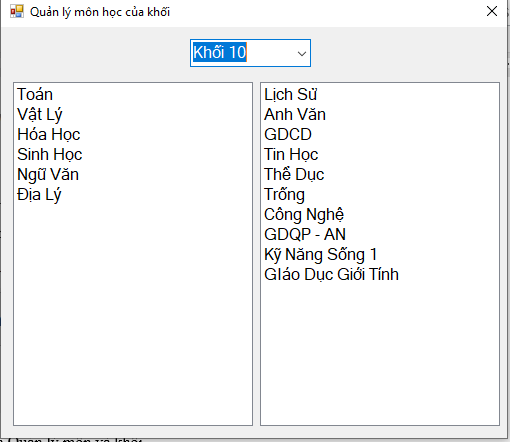 Quản lý môn học của khối
Khối 10
Toán
Vật Lý
Hóa Học
Sinh Học
Ngữ Văn
Địa Lý
Lịch Sử
Anh Văn
GDCD
Tin Học
Thể Dục
Trống
Công Nghệ
GDQP - AN
Kỹ Năng Sống 1
GIáo Dục Giới Tính